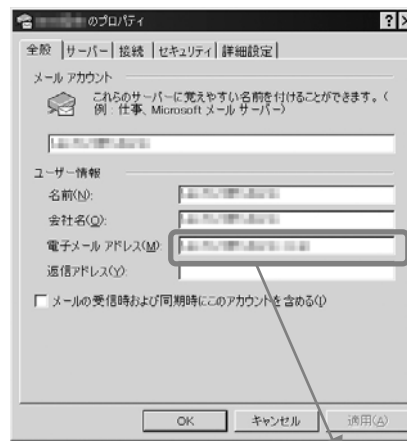 のプロパティ
全般 サーバー 接続 セキュリティ 詳細設定
メール アカウント
これらのサーバーに覚えやすい名前を付けることができます。(
例 : 仕事、Microsoft メール サーバー)
ユーザー情報
名前(N):
会社名(O):
電子メール アドレス(M):
返信アドレス(Y):
メールの受信時および同期時にこのアカウントを含める(I)
OK キャンセル 適用(A)